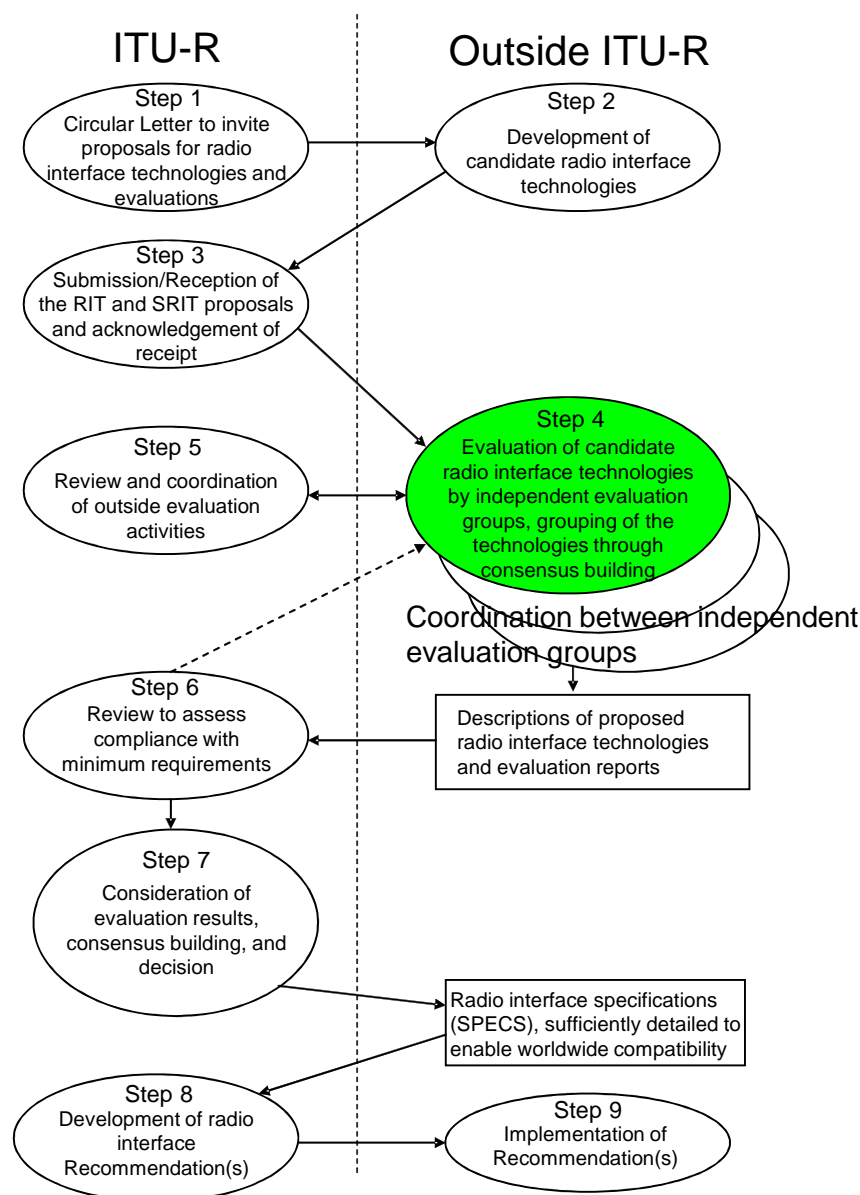 ITU-R
Outside ITU-R
Step 1
Circular Letter to invite
proposals for radio
interface technologies and
evaluations
Step 2
Development of
candidate radio interface
technologies
Step 3
Submission/Reception of
the RIT and SRIT proposals
and acknowledgement of
receipt
Step 4
Evaluation of candidate
radio interface technologies
by independent evaluation
groups, grouping of the
technologies through
consensus building
Step 5
Review and coordination
of outside evaluation
activities
Coordination between independent
evaluation groups
Step 6
Review to assess
compliance with
minimum requirements
Descriptions of proposed
radio interface technologies
and evaluation reports
Step 7
Consideration of
evaluation results,
consensus building, and
decision
Radio interface specifications
(SPECS), sufficiently detailed to
enable worldwide compatibility
Step 8
Development of radio
interface
Recommendation(s)
Step 9
Implementation of
Recommendation(s)